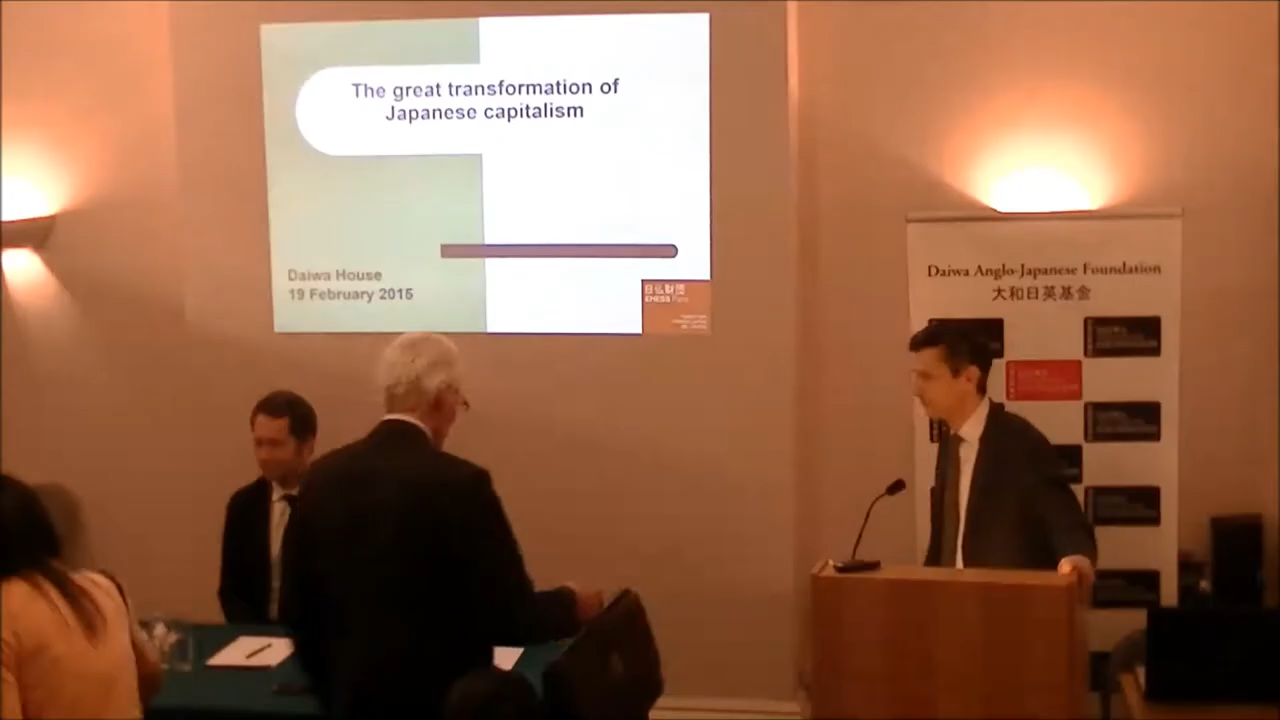 The great transformation of
Japanese capitalism
Daiwa House
19 February 2015
日仏財団
EHESS Paris
Daiwa Anglo-Japanese Foundation
大和日英基金